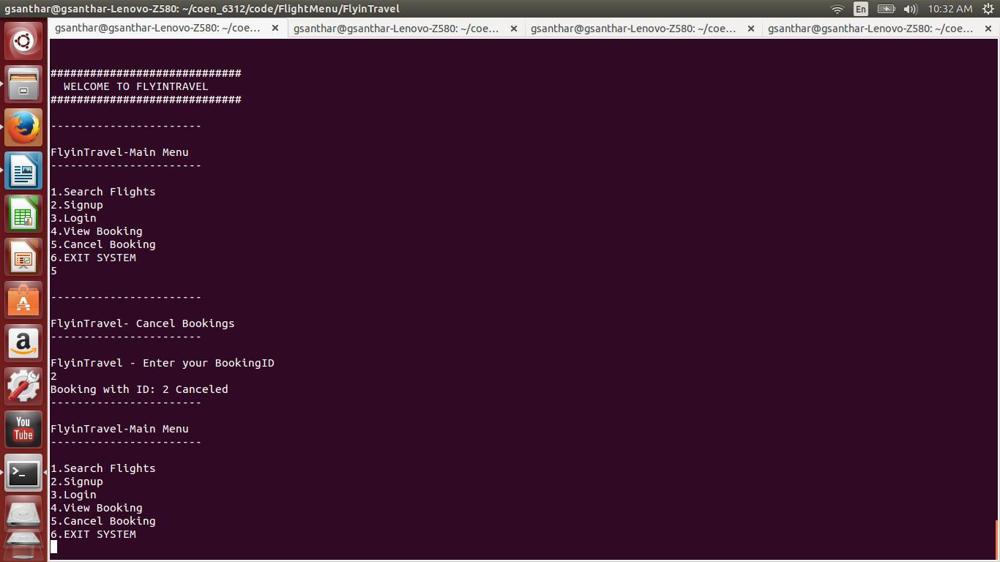 gsanthar@gsanthar-Lenovo-Z580: ~/coen_6312/code/FlightMenu/FlyinTravel
En
10:32 AM
gsanthar@gsanthar-Lenovo-Z580: ~/coe... ×
gsanthar@gsanthar-Lenovo-Z580: ~/coe... ×
gsanthar@gsanthar-Lenovo-Z580: ~/coe... ×
gsanthar@gsanthar-Lenovo-Z580: ~/coe... ×
#############################
WELCOME TO FLYINTRAVEL
#############################
-----------------------
FlyinTravel-Main Menu
-----------------------
1.Search Flights
2.Signup
3.Login
4.View Booking
5.Cancel Booking
6.EXIT SYSTEM
5
-----------------------
FlyinTravel- Cancel Bookings
-----------------------
FlyinTravel - Enter your BookingID
2
Booking with ID: 2 Canceled
-----------------------
FlyinTravel-Main Menu
-----------------------
1.Search Flights
2.Signup
3.Login
4.View Booking
5.Cancel Booking
6.EXIT SYSTEM
A
a
You
Tube
>_